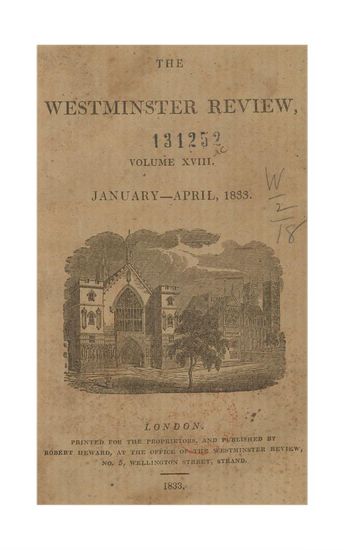 THE
WESTMINSTER REVIEW,
131252
VOLUME XVIII.
JANUARY—APRIL, 1833.
W
2
18
LONDON.
PRINTED FOR THE PROPRIETORS, AND PUBLISHED BY
ROBERT HEWARD, AT THE OFFICE OF THE WESTMINSTER REVIEW,
NO. 5, WELLINGTON STREET, STRAND.
1833.